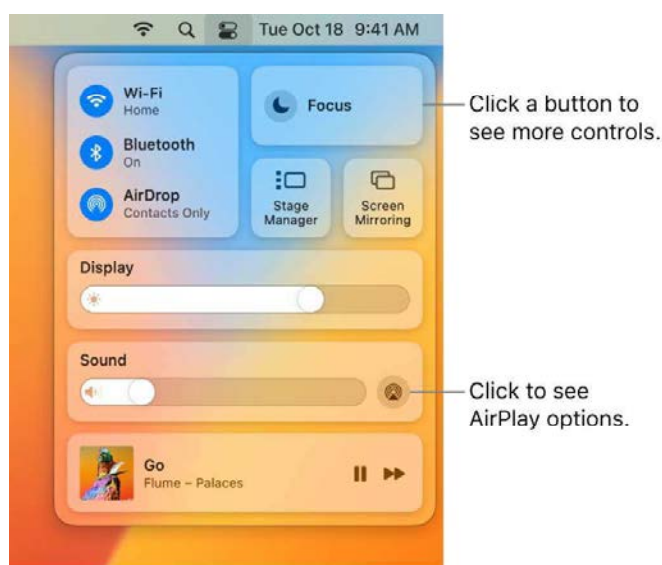 Tue Oct 18 9:41 AM
Wi-Fi
Home
Focus
Click a button to
see more controls.
Bluetooth
On
AirDrop
Contacts Only
Stage
Manager
Screen
Mirroring
Display
Sound
Click to see
AirPlay options.
Go
Flume – Palaces